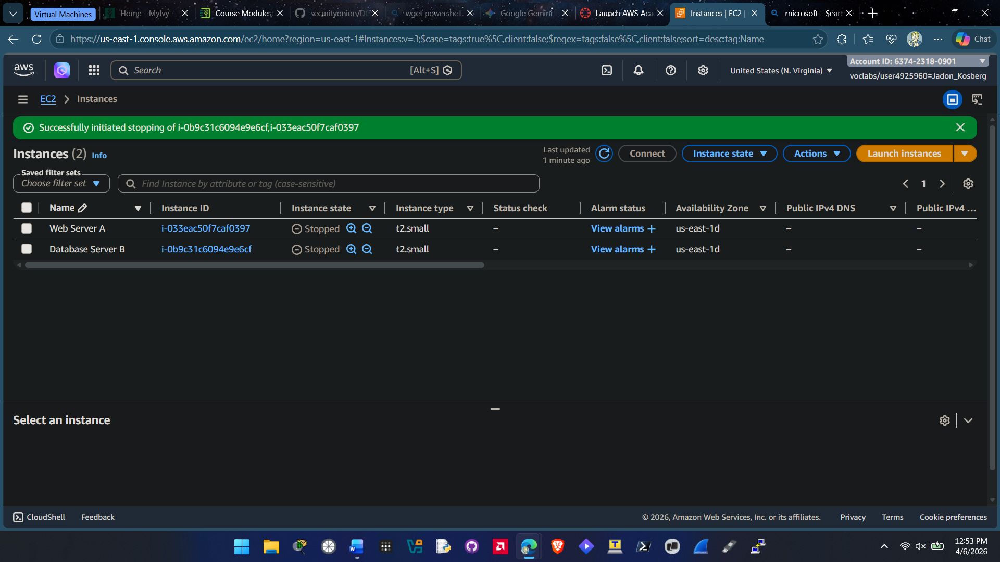 Virtual Machines
Home - MyIvy
Course Modules
securityonion/DO
wget powershell
Google Gemini
Launch AWS Aca
Instances | EC2 |
rnicrosoft - Sear
https://us-east-1.console.aws.amazon.com/ec2/home?region=us-east-1#Instances:v=3;$case=tags:true%5C,client:false;$regex=tags:false%5C,client:false;sort=desc:tag:Name
Chat
aws
Search
[Alt+S]
United States (N. Virginia)
Account ID: 6374-2318-0901
voclabs/user4925960=Jadon_Kosberg
EC2
Instances
Successfully initiated stopping of i-0b9c31c6094e9e6cf,i-033eac50f7caf0397
Instances (2) Info
Last updated
1 minute ago
Connect
Instance state
Actions
Launch instances
Saved filter sets
Choose filter set
Find Instance by attribute or tag (case-sensitive)
1
Name Instance ID Instance state Instance type Status check Alarm status Availability Zone Public IPv4 DNS Public IPv4 ...
Web Server A i-033eac50f7caf0397 Stopped t2.small – View alarms + us-east-1d – –
Database Server B i-0b9c31c6094e9e6cf Stopped t2.small – View alarms + us-east-1d – –
Select an instance
CloudShell Feedback © 2026, Amazon Web Services, Inc. or its affiliates. Privacy Terms Cookie preferences
12:53 PM
4/6/2026